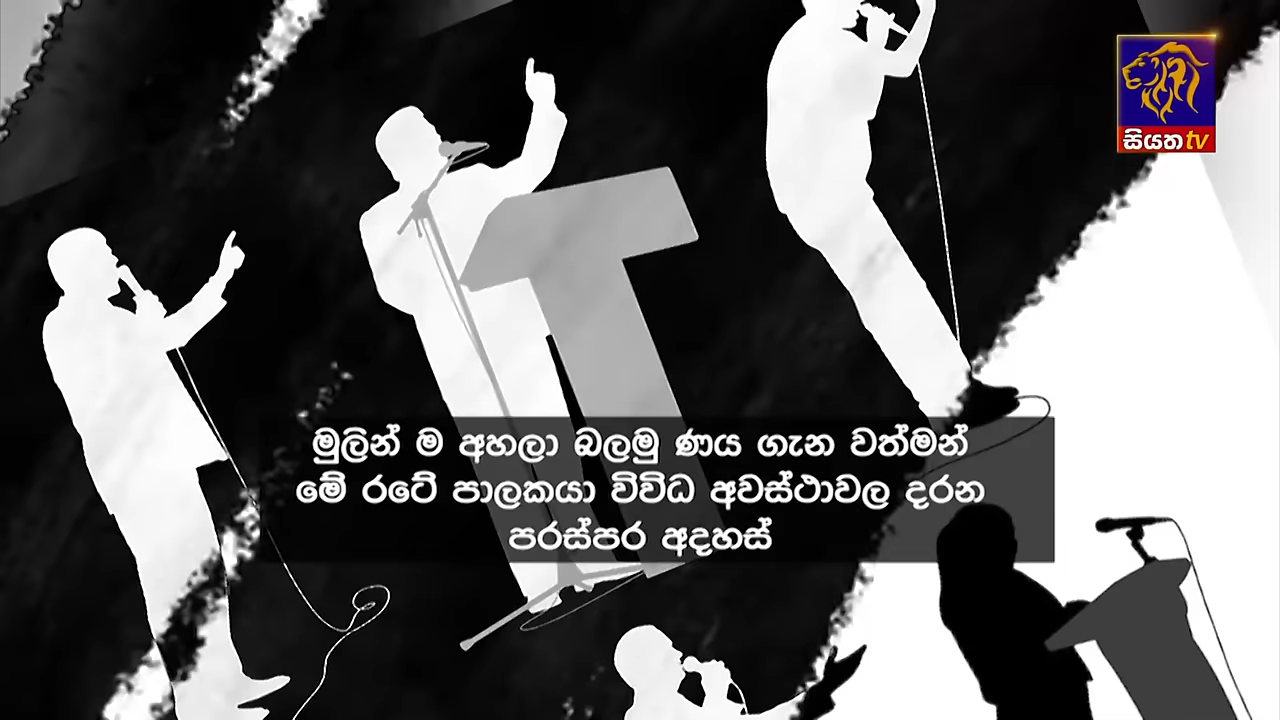 සියත tv
මුලින් ම අහලා බලමු ණය ගැන වත්මන්
මේ රටේ පාලකයා විවිධ අවස්ථාවල දරන
පරස්පර අදහස්